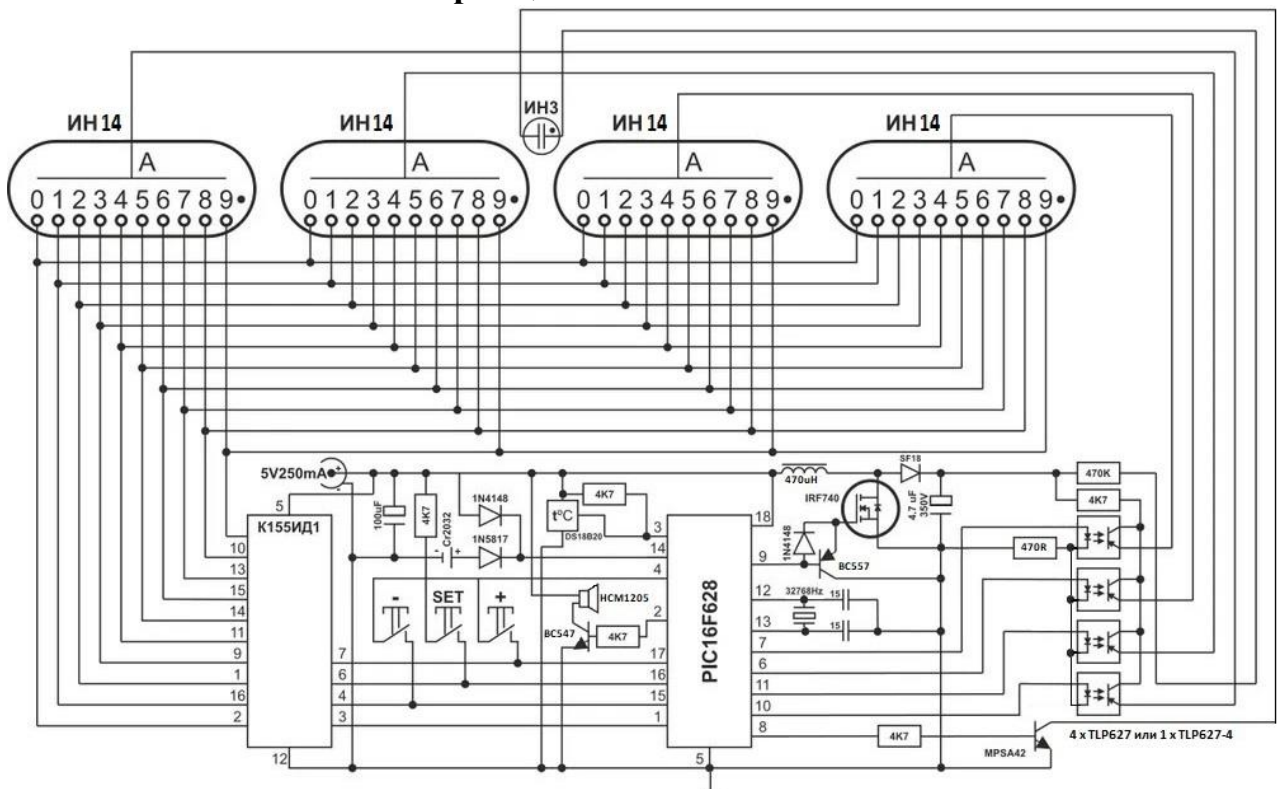 ИН3
ИН14 ИН14 ИН14 ИН14
A A A A
0 1 2 3 4 5 6 7 8 9 0 1 2 3 4 5 6 7 8 9 0 1 2 3 4 5 6 7 8 9 0 1 2 3 4 5 6 7 8 9
5V250mA
+
-
5
К155ИД1
10
13
15
14
11
9
1
16
2
12
7
6
4
3
100uF
4K7
Cr2032
- +
1N4148
1N5817
- SET +
t°C
DS18B20
4K7
HCM1205
BC547
4K7
PIC16F628
3
14
4
2
17
16
15
1
5
18
9
12
13
7
6
11
10
8
470uH
SF18
IRF740
1N4148
BC557
4,7 uF
350V
32768Hz
15
15
470K
4K7
470R
4K7
MPSA42
4 x TLP627 или 1 x TLP627-4